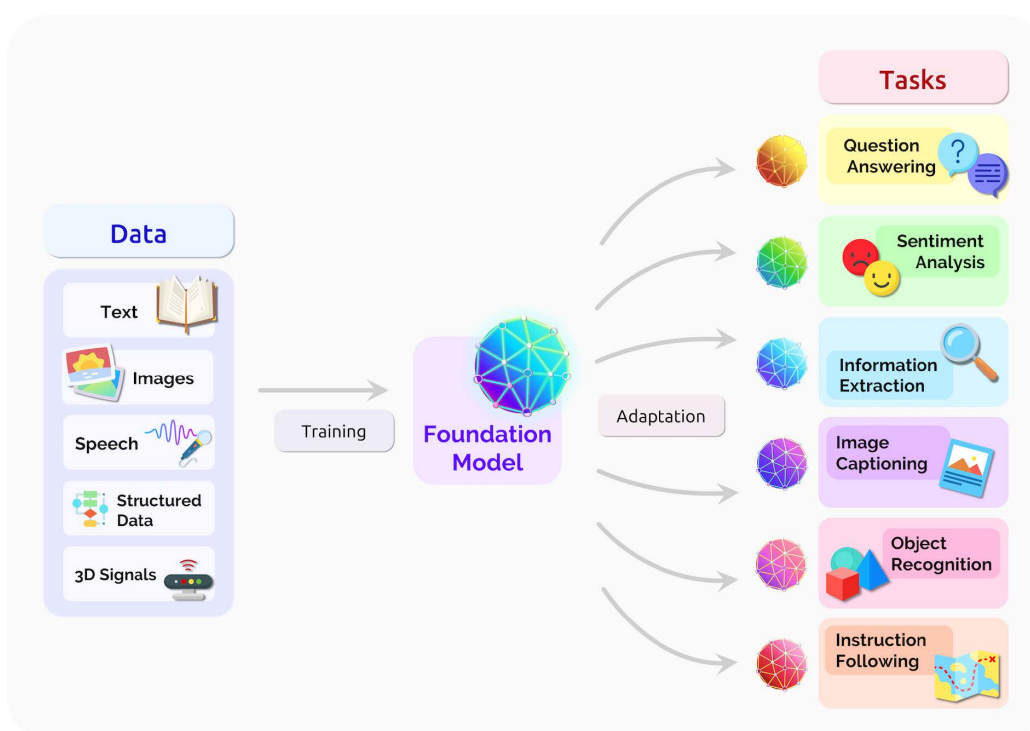 Data
Text
Images
Speech
Structured
Data
3D Signals
Training
Foundation
Model
Adaptation
Tasks
Question
Answering
?
Sentiment
Analysis
Information
Extraction
Image
Captioning
Object
Recognition
Instruction
Following